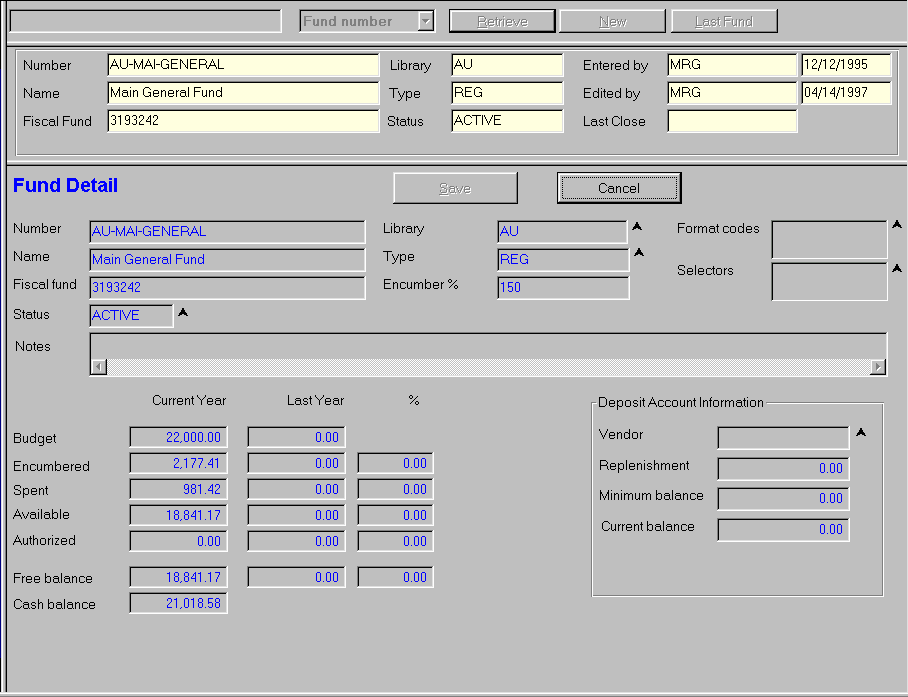 Fund number Retrieve New Last Fund
Number AU-MAI-GENERAL Library AU Entered by MRG 12/12/1995
Name Main General Fund Type REG Edited by MRG 04/14/1997
Fiscal Fund 3193242 Status ACTIVE Last Close
Fund Detail Save Cancel
Number AU-MAI-GENERAL Library AU Format codes
Name Main General Fund Type REG
Selectors
Fiscal fund 3193242 Encumber % 150
Status ACTIVE
Notes
Current Year Last Year %
Deposit Account Information
Budget 22,000.00 0.00
Vendor
Encumbered 2,177.41 0.00 0.00
Replenishment 0.00
Spent 981.42 0.00 0.00
Minimum balance 0.00
Available 18,841.17 0.00 0.00
Current balance 0.00
Authorized 0.00 0.00 0.00
Free balance 18,841.17 0.00 0.00
Cash balance 21,018.58